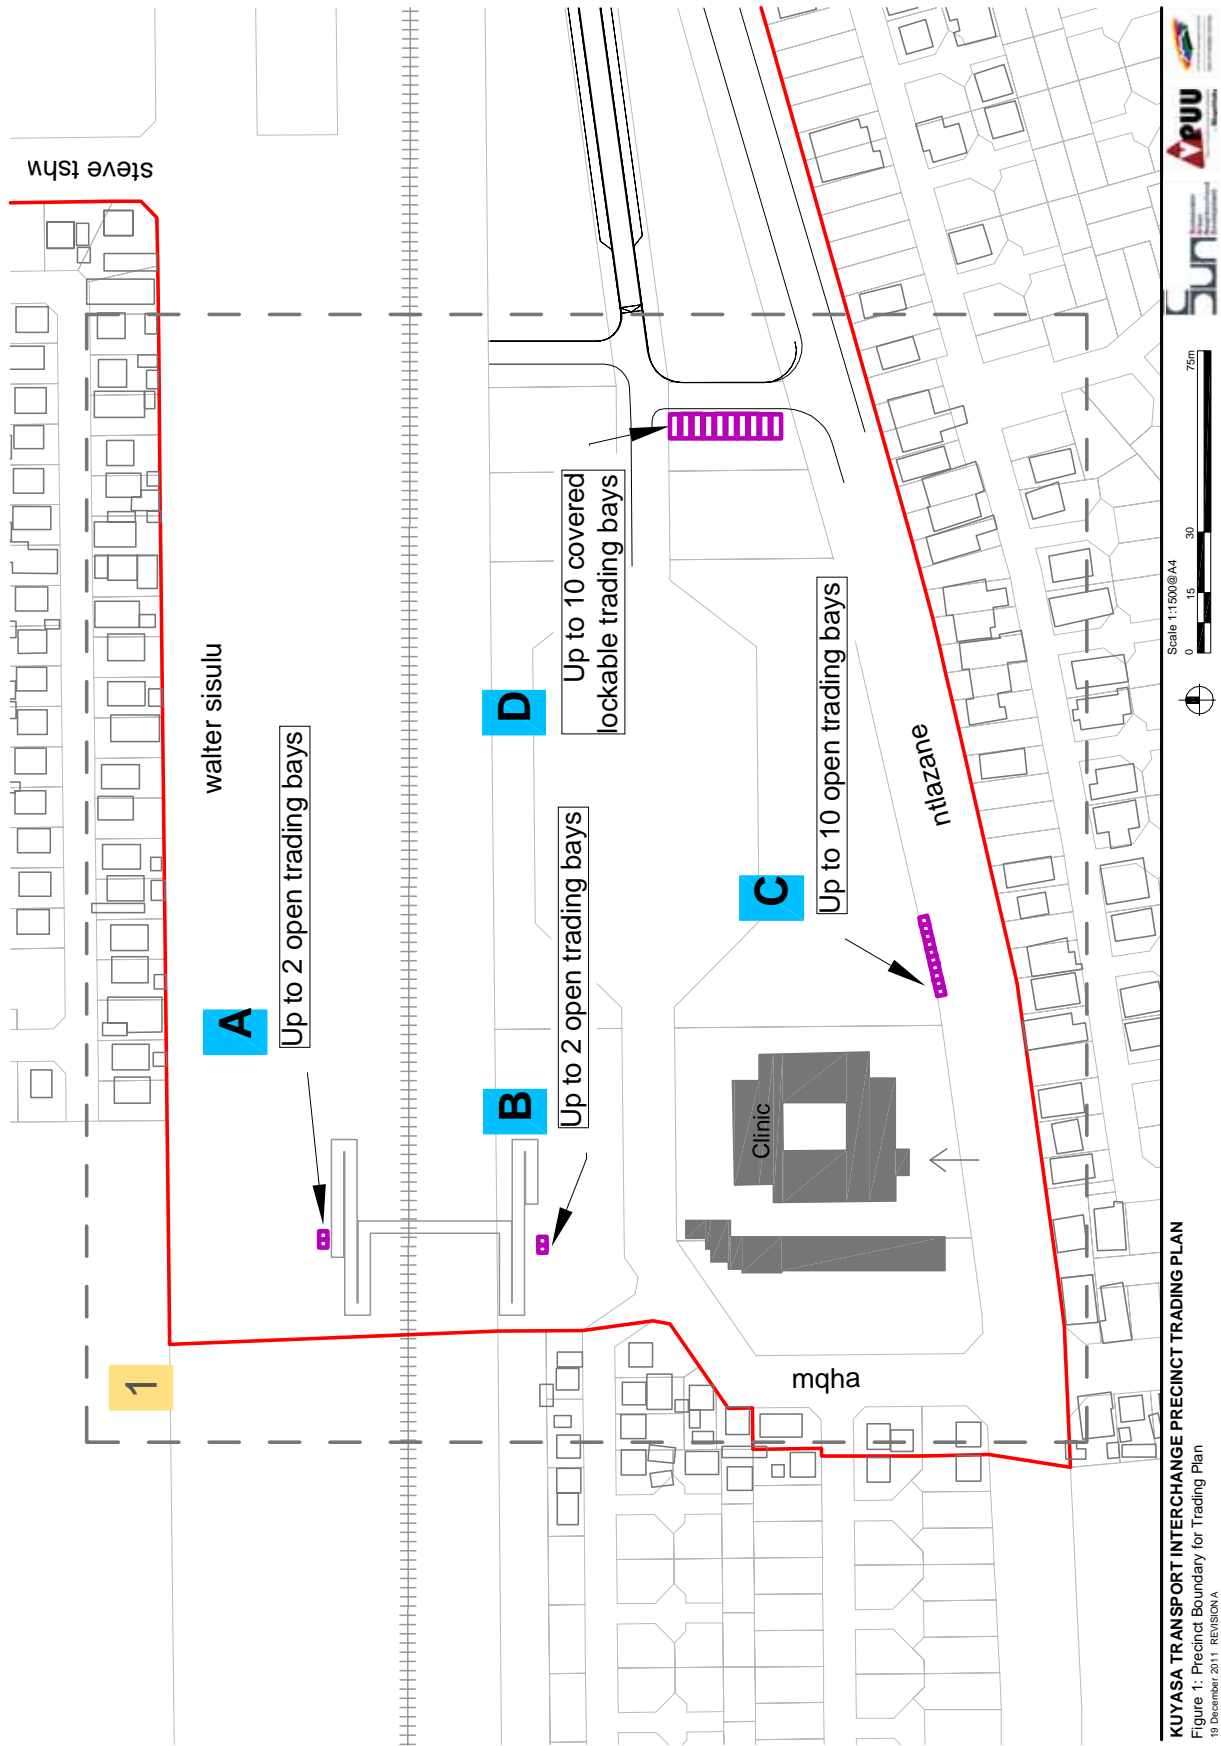 steve tshw
walter sisulu
A
Up to 2 open trading bays
B
Up to 2 open trading bays
D
Up to 10 covered
lockable trading bays
C
Up to 10 open trading bays
ntlazane
Clinic
mqha
1
Scale 1:1500@A4
0 15 30 75m
KUYASA TRANSPORT INTERCHANGE PRECINCT TRADING PLAN
Figure 1: Precinct Boundary for Trading Plan
19 December 2011 REVISION A
sun
VPUU